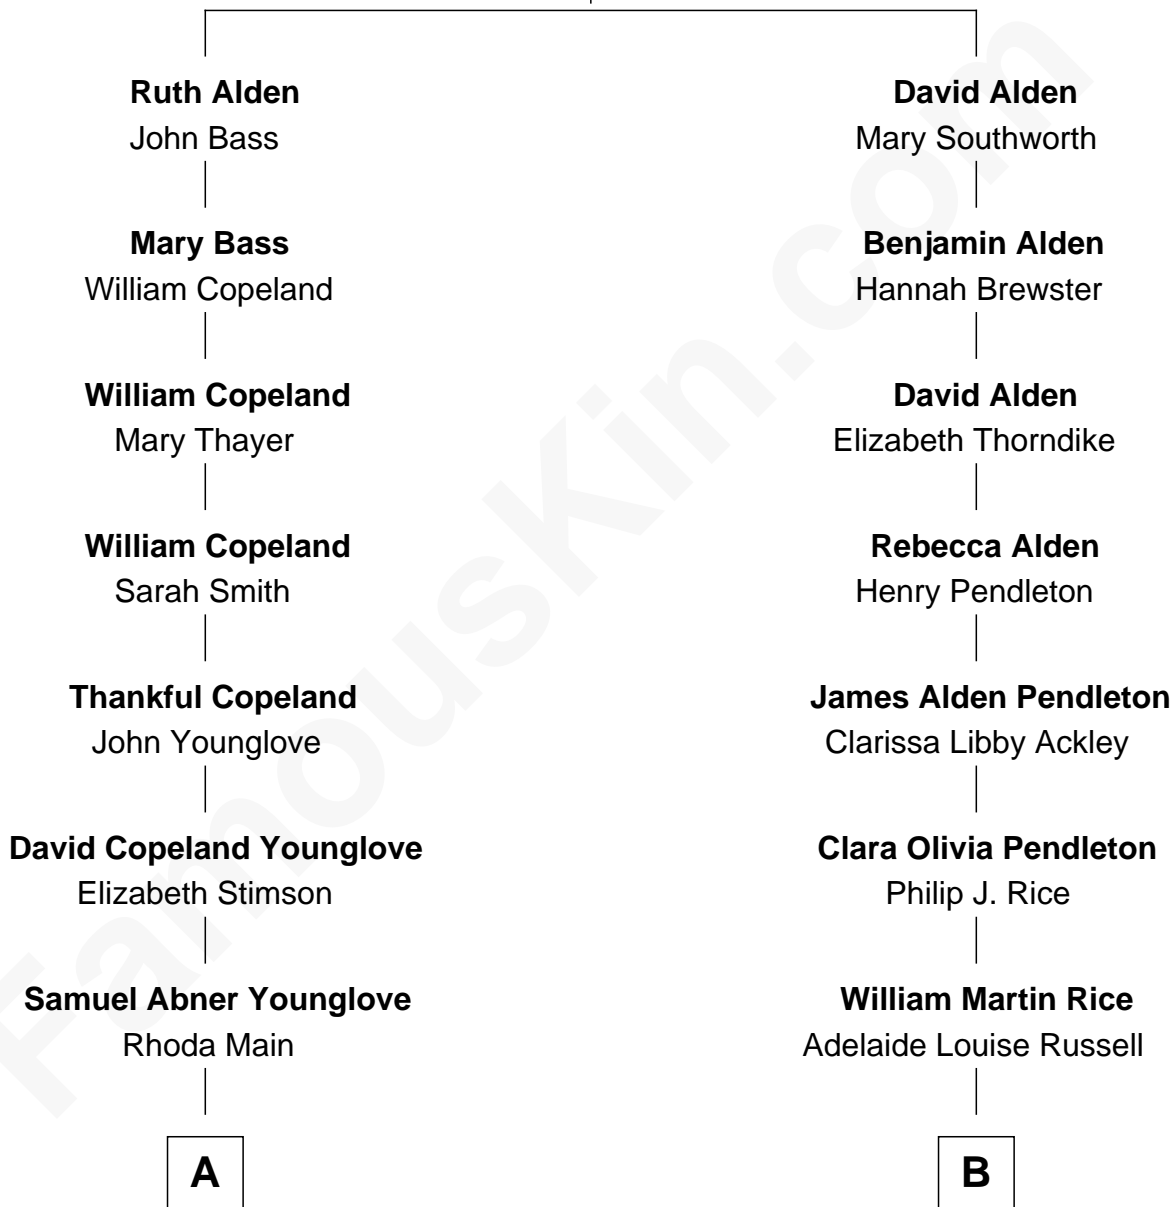 Ruth Alden
John Bass
Mary Bass
William Copeland
William Copeland
Mary Thayer
William Copeland
Sarah Smith
Thankful Copeland
John Younglove
David Copeland Younglove
Elizabeth Stimson
Samuel Abner Younglove
Rhoda Main
A
David Alden
Mary Southworth
Benjamin Alden
Hannah Brewster
David Alden
Elizabeth Thorndike
Rebecca Alden
Henry Pendleton
James Alden Pendleton
Clarissa Libby Ackley
Clara Olivia Pendleton
Philip J. Rice
William Martin Rice
Adelaide Louise Russell
B
FamousKin.com